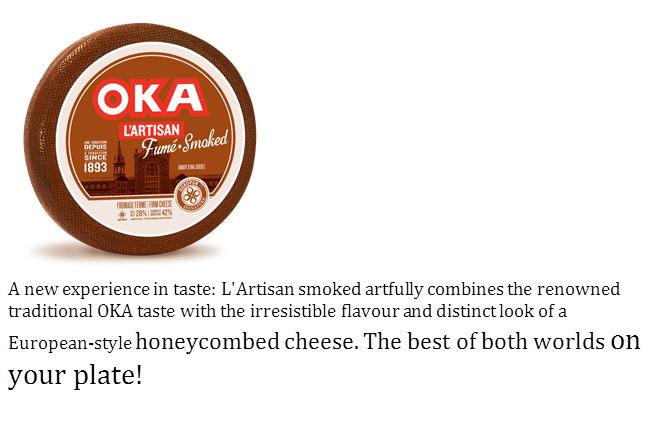 OKA
L'ARTISAN
Fumé • Smoked
UNE TRADITION
DEPUIS
A TRADITION
SINCE
1893
FROMAGE FERME | FIRM CHEESE
28% 42%
A new experience in taste: L'Artisan smoked artfully combines the renowned
traditional OKA taste with the irresistible flavour and distinct look of a
European-style honeycombed cheese. The best of both worlds on
your plate!